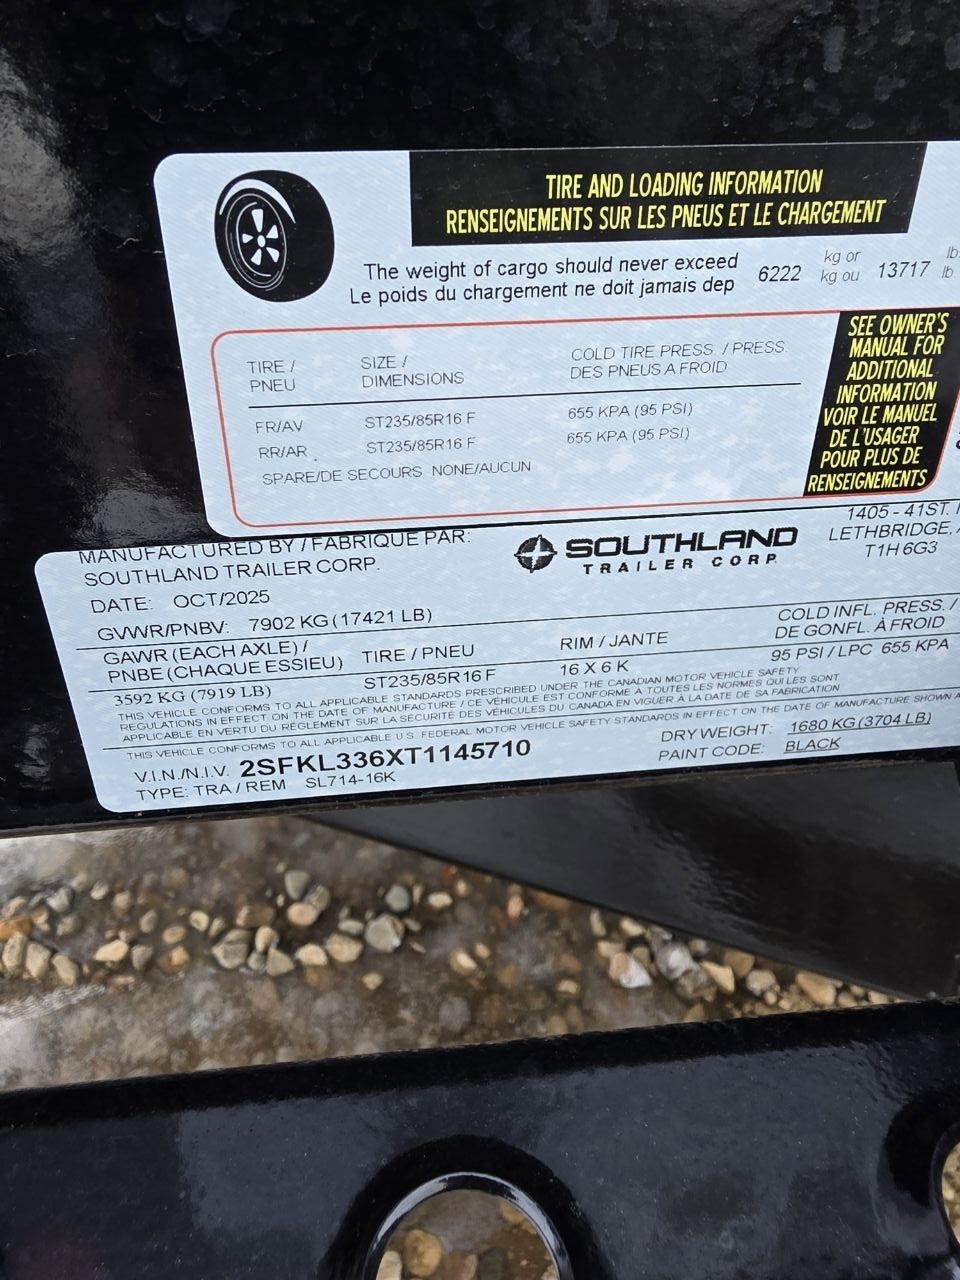 TIRE AND LOADING INFORMATION
RENSEIGNEMENTS SUR LES PNEUS ET LE CHARGEMENT
The weight of cargo should never exceed
Le poids du chargement ne doit jamais dep
6222 kg or 13717 lb
kg ou lb
TIRE / SIZE / COLD TIRE PRESS. / PRESS.
PNEU DIMENSIONS DES PNEUS A FROID
FR/AV ST235/85R16 F 655 KPA (95 PSI)
RR/AR ST235/85R16 F 655 KPA (95 PSI)
SPARE/DE SECOURS NONE/AUCUN
SEE OWNER'S
MANUAL FOR
ADDITIONAL
INFORMATION
VOIR LE MANUEL
DE L'USAGER
POUR PLUS DE
RENSEIGNEMENTS
MANUFACTURED BY / FABRIQUE PAR:
SOUTHLAND TRAILER CORP.
SOUTHLAND
TRAILER CORP.
1405 - 41ST.
LETHBRIDGE,
T1H 6G3
DATE: OCT/2025
GVWR/PNBV: 7902 KG (17421 LB)
GAWR (EACH AXLE) / TIRE / PNEU RIM / JANTE COLD INFL. PRESS. /
PNBE (CHAQUE ESSIEU) DE GONFL. À FROID
3592 KG (7919 LB) ST235/85R16 F 16 X 6 K 95 PSI / LPC 655 KPA
THIS VEHICLE CONFORMS TO ALL APPLICABLE STANDARDS PRESCRIBED UNDER THE CANADIAN MOTOR VEHICLE SAFETY
REGULATIONS IN EFFECT ON THE DATE OF MANUFACTURE / CE VÉHICULE EST CONFORME À TOUTES LES NORMES QUI LES SONT
APPLICABLE EN VERTU DU RÉGLEMENT SUR LA SÉCURITÉ DES VÉHICULES DU CANADA EN VIGUER À LA DATE DE SA FABRICATION
THIS VEHICLE CONFORMS TO ALL APPLICABLE U.S. FEDERAL MOTOR VEHICLE SAFETY STANDARDS IN EFFECT ON THE DATE OF MANUFACTURE SHOWN
V.I.N./N.I.V. 2SFKL336XT1145710
TYPE: TRA / REM SL714-16K
DRY WEIGHT: 1680 KG (3704 LB)
PAINT CODE: BLACK